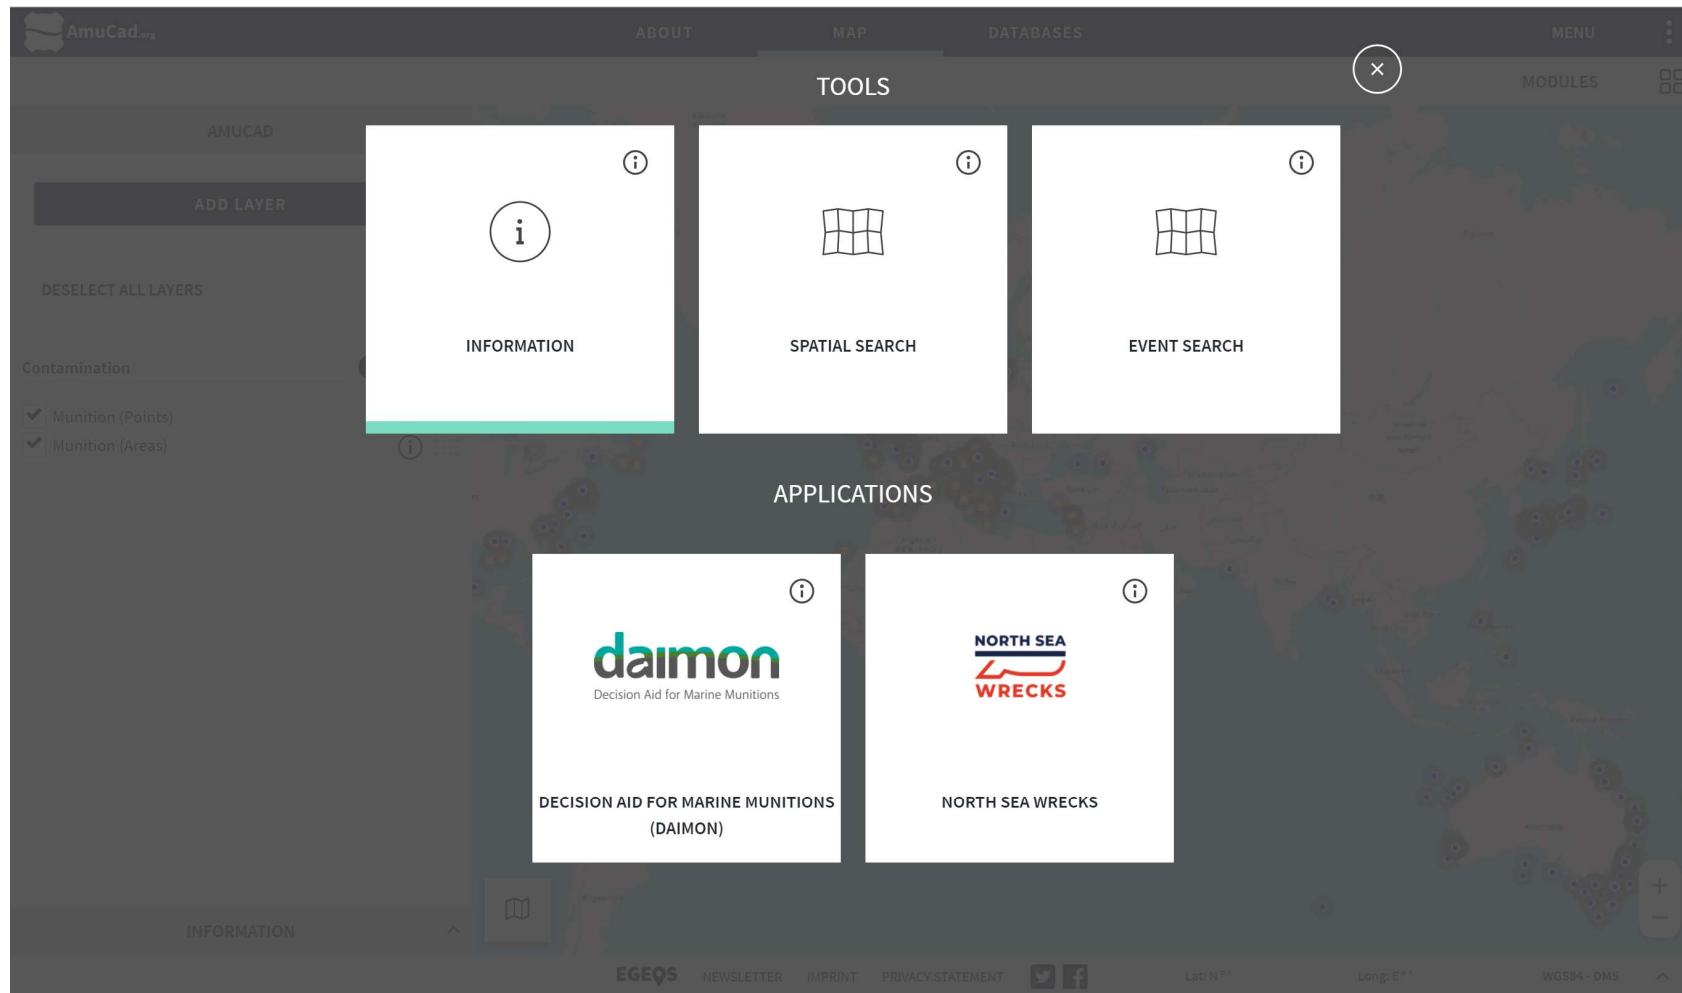 AmuCad.org
ABOUT
MAP
DATABASES
MENU
TOOLS
MODULES
AMUCAD
ADD LAYER
DESELECT ALL LAYERS
Contamination
Munition (Points)
Munition (Areas)
INFORMATION
SPATIAL SEARCH
EVENT SEARCH
APPLICATIONS
daimon
Decision Aid for Marine Munitions
DECISION AID FOR MARINE MUNITIONS
(DAIMON)
NORTH SEA
WRECKS
NORTH SEA WRECKS
INFORMATION
EGEOS
NEWSLETTER
IMPRINT
PRIVACY STATEMENT
Lat: N ° '
Long: E ° '
WGS84 - DMS